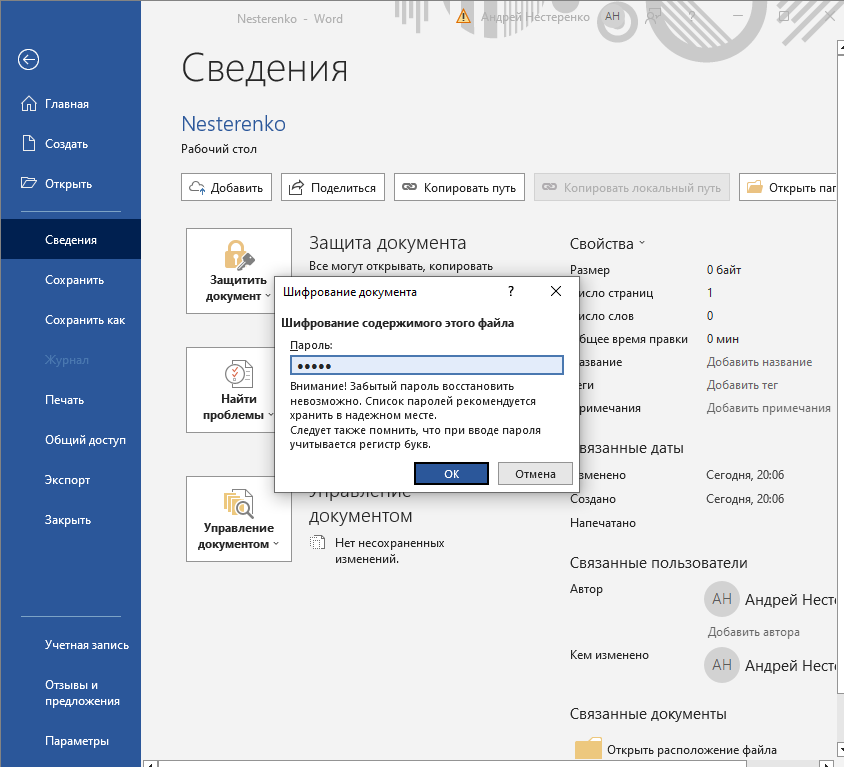 Nesterenko - Word
Андрей Нестеренко
АН
?
Главная
Создать
Открыть
Сведения
Сохранить
Сохранить как
Журнал
Печать
Общий доступ
Экспорт
Закрыть
Учетная запись
Отзывы и
предложения
Параметры
Сведения
Nesterenko
Рабочий стол
Добавить
Поделиться
Копировать путь
Копировать локальный путь
Открыть пап
Защитить
документ
Защита документа
Все могут открывать, копировать
Найти
проблемы
Управление
документом
Управление
документом
Нет несохраненных
изменений.
Шифрование документа
?
Шифрование содержимого этого файла
Пароль:
•••••
Внимание! Забытый пароль восстановить
невозможно. Список паролей рекомендуется
хранить в надежном месте.
Следует также помнить, что при вводе пароля
учитывается регистр букв.
ОК
Отмена
Свойства
Размер 0 байт
исло страниц 1
исло слов 0
бщее время правки 0 мин
азвание Добавить название
еги Добавить тег
римечания Добавить примечания
вязанные даты
зменено Сегодня, 20:06
Создано Сегодня, 20:06
Напечатано
Связанные пользователи
Автор
АН Андрей Несте
Добавить автора
Кем изменено
АН Андрей Несте
Связанные документы
Открыть расположение файла